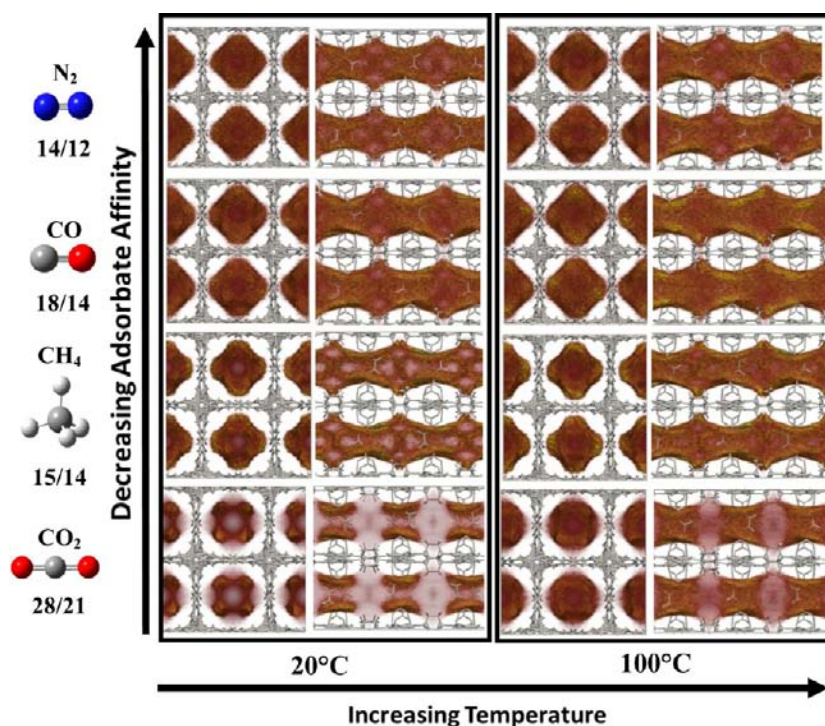 N₂
14/12
CO
18/14
CH₄
15/14
CO₂
28/21
Decreasing Adsorbate Affinity
20°C
100°C
Increasing Temperature